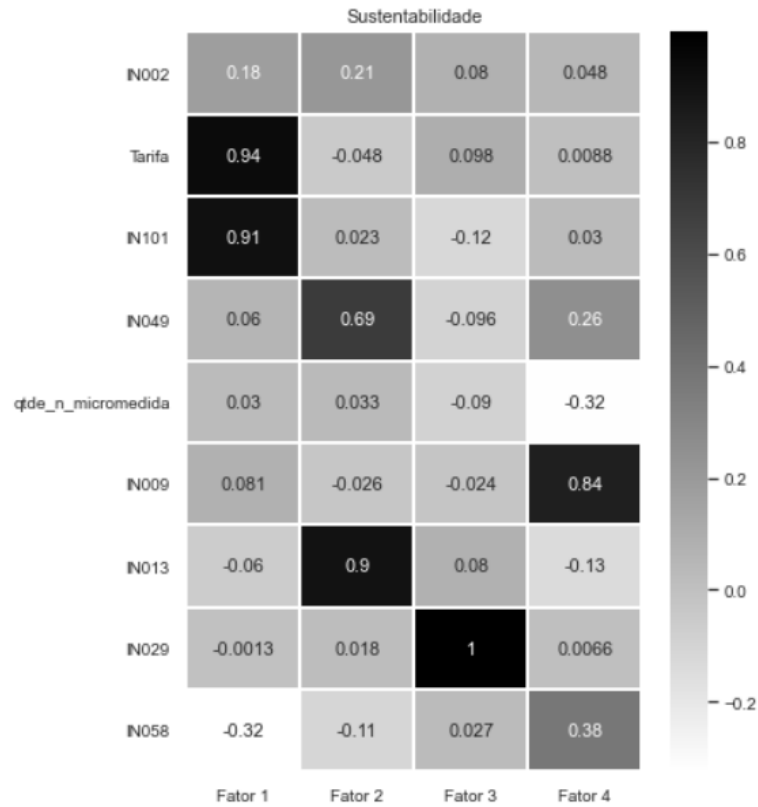 Sustentabilidade
IN002 0.18 0.21 0.08 0.048
Tarifa 0.94 -0.048 0.098 0.0088
IN101 0.91 0.023 -0.12 0.03
IN049 0.06 0.69 -0.096 0.26
qtde_n_micromedida 0.03 0.033 -0.09 -0.32
IN009 0.081 -0.026 -0.024 0.84
IN013 -0.06 0.9 0.08 -0.13
IN029 -0.0013 0.018 1 0.0066
IN058 -0.32 -0.11 0.027 0.38
Fator 1 Fator 2 Fator 3 Fator 4
0.8
0.6
0.4
0.2
0.0
-0.2